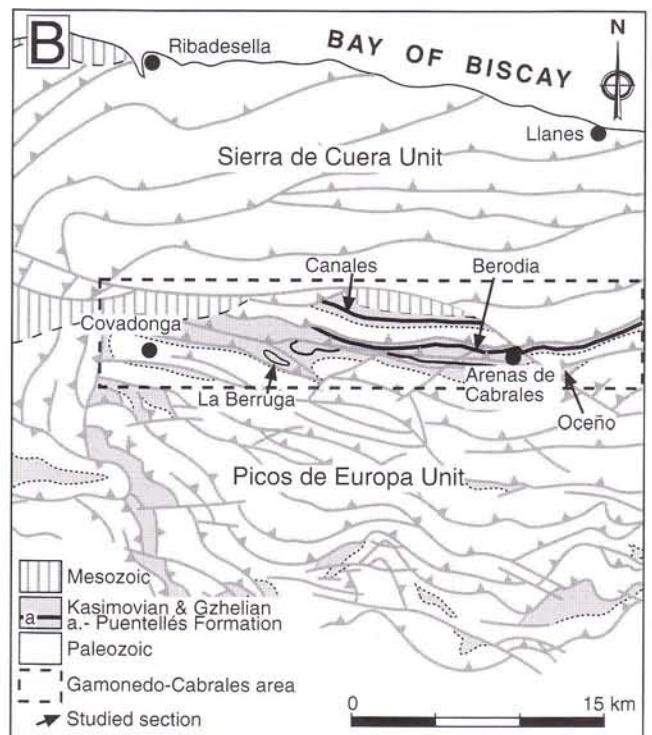 B
Ribadesella
BAY OF BISCAY
N
Llanes
Sierra de Cuera Unit
Canales
Berodia
Covadonga
La Berruga
Arenas de
Cabrales
Oceño
Picos de Europa Unit
Mesozoic
a
Kasimovian & Gzhelian
a.- Puentellés Formation
Paleozoic
Gamonedo-Cabrales area
Studied section
0
15 km